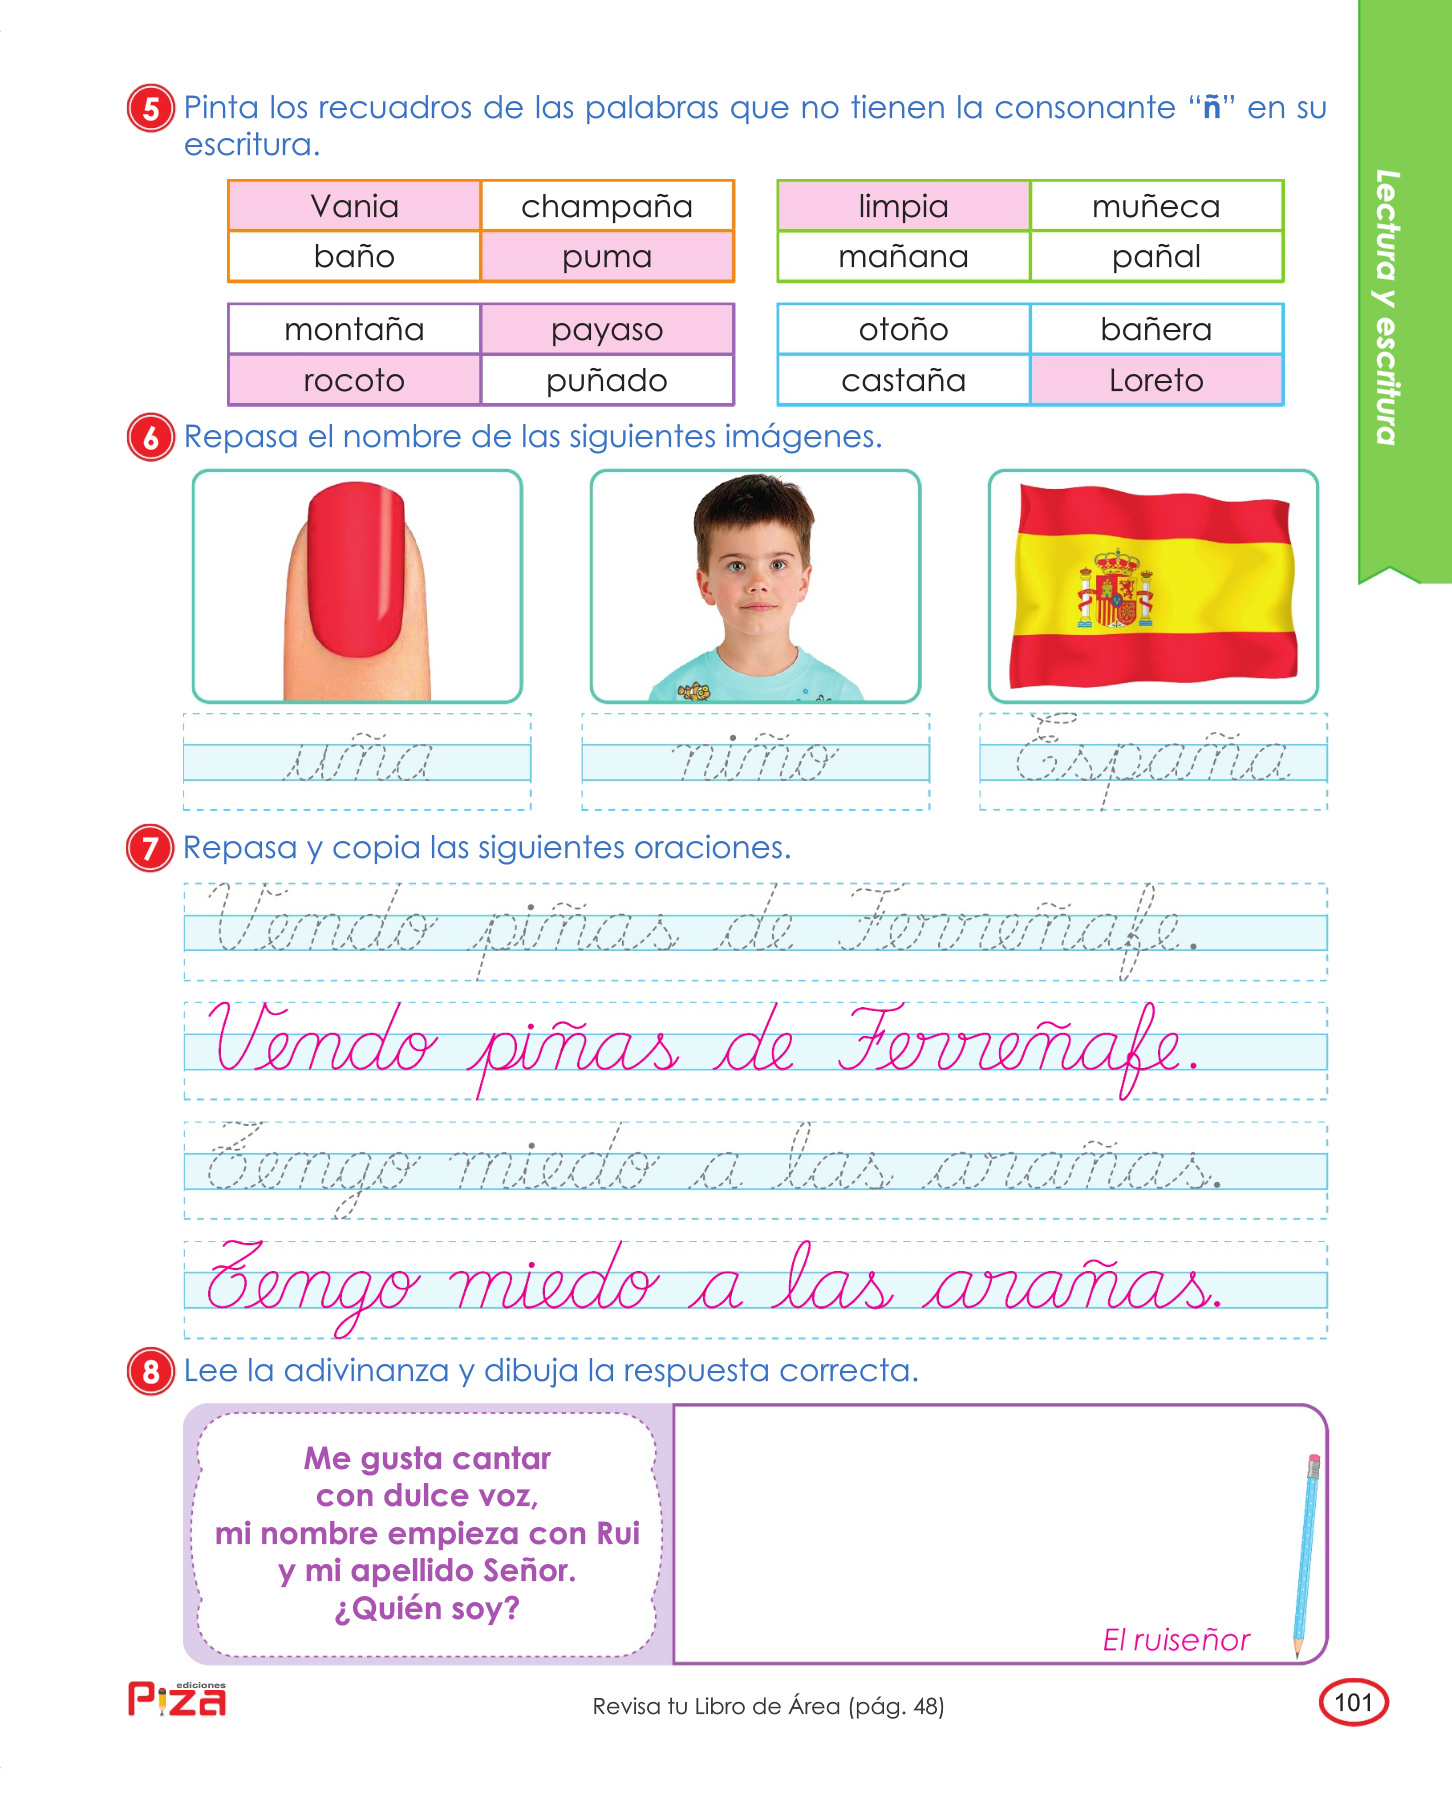 5 Pinta los recuadros de las palabras que no tienen la consonante “ñ” en su
escritura.
Vania champaña
baño puma
limpia muñeca
mañana pañal
montaña payaso
rocoto puñado
otoño bañera
castaña Loreto
6 Repasa el nombre de las siguientes imágenes.
uña niño España
7 Repasa y copia las siguientes oraciones.
Vendo piñas de Ferreñafe.
Vendo piñas de Ferreñafe.
Tengo miedo a las arañas.
Tengo miedo a las arañas.
8 Lee la adivinanza y dibuja la respuesta correcta.
Me gusta cantar
con dulce voz,
mi nombre empieza con Rui
y mi apellido Señor.
¿Quién soy?
El ruiseñor
ediciones
Piza
Revisa tu Libro de Área (pág. 48)
101
Lectura y escritura